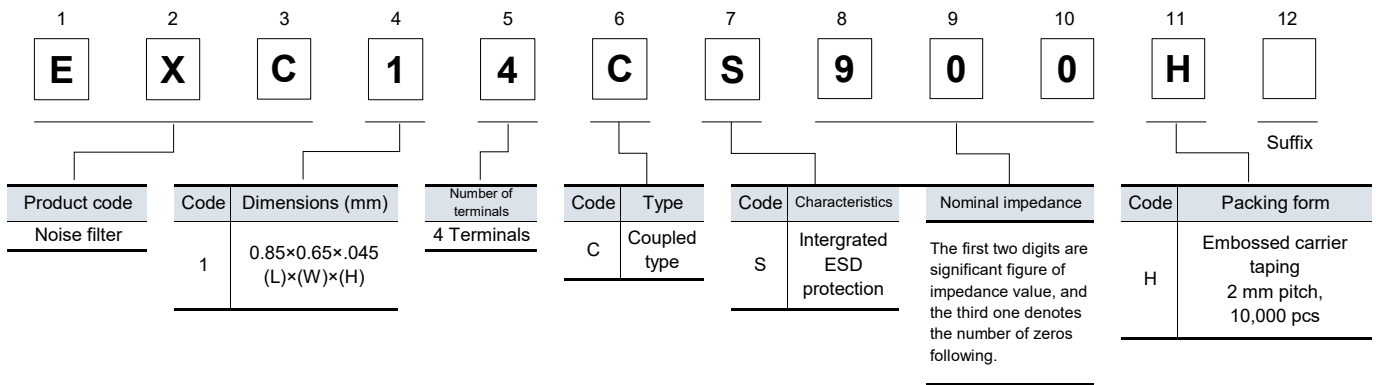 1 2 3 4 5 6 7 8 9 10 11 12
E X C 1 4 C S 9 0 0 H
Suffix
Product code
Noise filter
Code Dimensions (mm)
1
0.85×0.65×.045
(L)×(W)×(H)
Number of
terminals
4 Terminals
Code Type
C
Coupled
type
Code Characteristics
S
Intergrated
ESD
protection
Nominal impedance
The first two digits are
significant figure of
impedance value, and
the third one denotes
the number of zeros
following.
Code Packing form
H
Embossed carrier
taping
2 mm pitch,
10,000 pcs